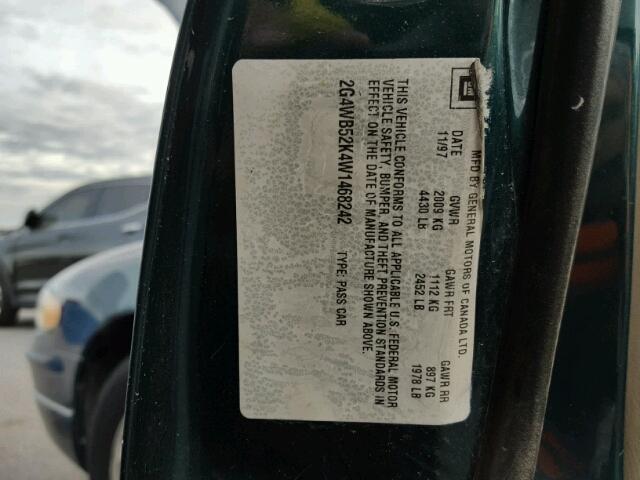 GM
MFD BY GENERAL MOTORS OF CANADA LTD.
DATE GVWR GAWR FRT GAWR RR
11/97 2009 KG 1112 KG 897 KG
4430 LB 2452 LB 1978 LB
THIS VEHICLE CONFORMS TO ALL APPLICABLE U.S. FEDERAL MOTOR
VEHICLE SAFETY, BUMPER, AND THEFT PREVENTION STANDARDS IN
EFFECT ON THE DATE OF MANUFACTURE SHOWN ABOVE.
2G4WB52K4W1468242 TYPE: PASS CAR